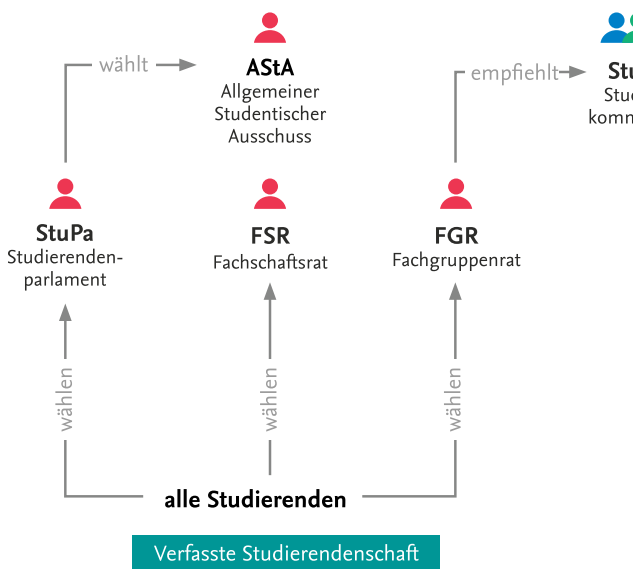 wählt
AStA
Allgemeiner
Studentischer
Ausschuss
empfiehlt
StuPa
Studierenden-
parlament
FSR
Fachschaftsrat
FGR
Fachgruppenrat
wählen
wählen
wählen
alle Studierenden
Verfasste Studierendenschaft